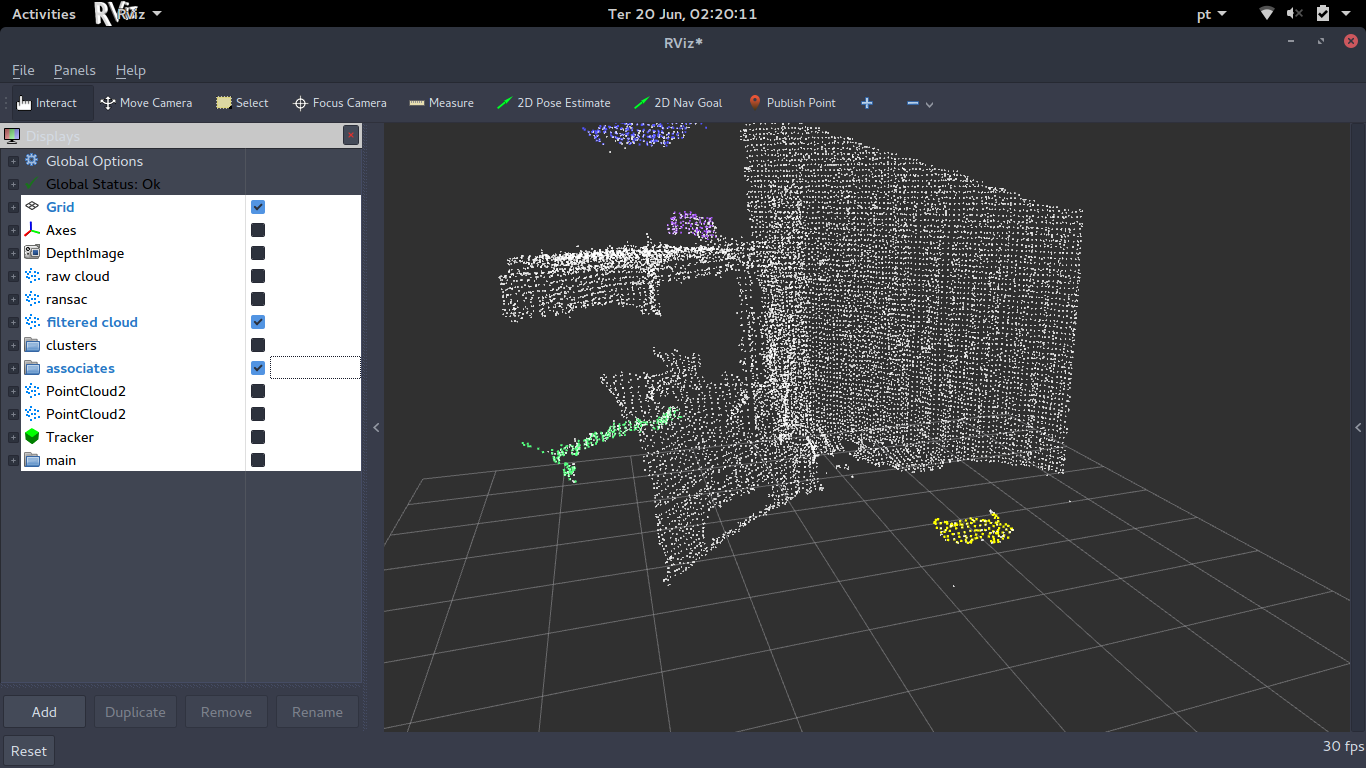 Activities RViz Ter 20 Jun, 02:20:11 pt
RViz*
File Panels Help
Interact Move Camera Select Focus Camera Measure 2D Pose Estimate 2D Nav Goal Publish Point
Displays
Global Options
Global Status: Ok
Grid
Axes
DepthImage
raw cloud
ransac
filtered cloud
clusters
associates
PointCloud2
PointCloud2
Tracker
main
Add Duplicate Remove Rename
Reset 30 fps